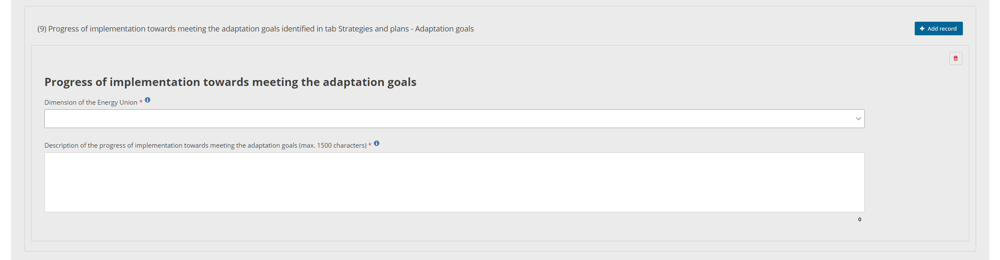 (9) Progress of implementation towards meeting the adaptation goals identified in tab Strategies and plans - Adaptation goals
Add record
Progress of implementation towards meeting the adaptation goals
Dimension of the Energy Union *
Description of the progress of implementation towards meeting the adaptation goals (max. 1500 characters) *
0